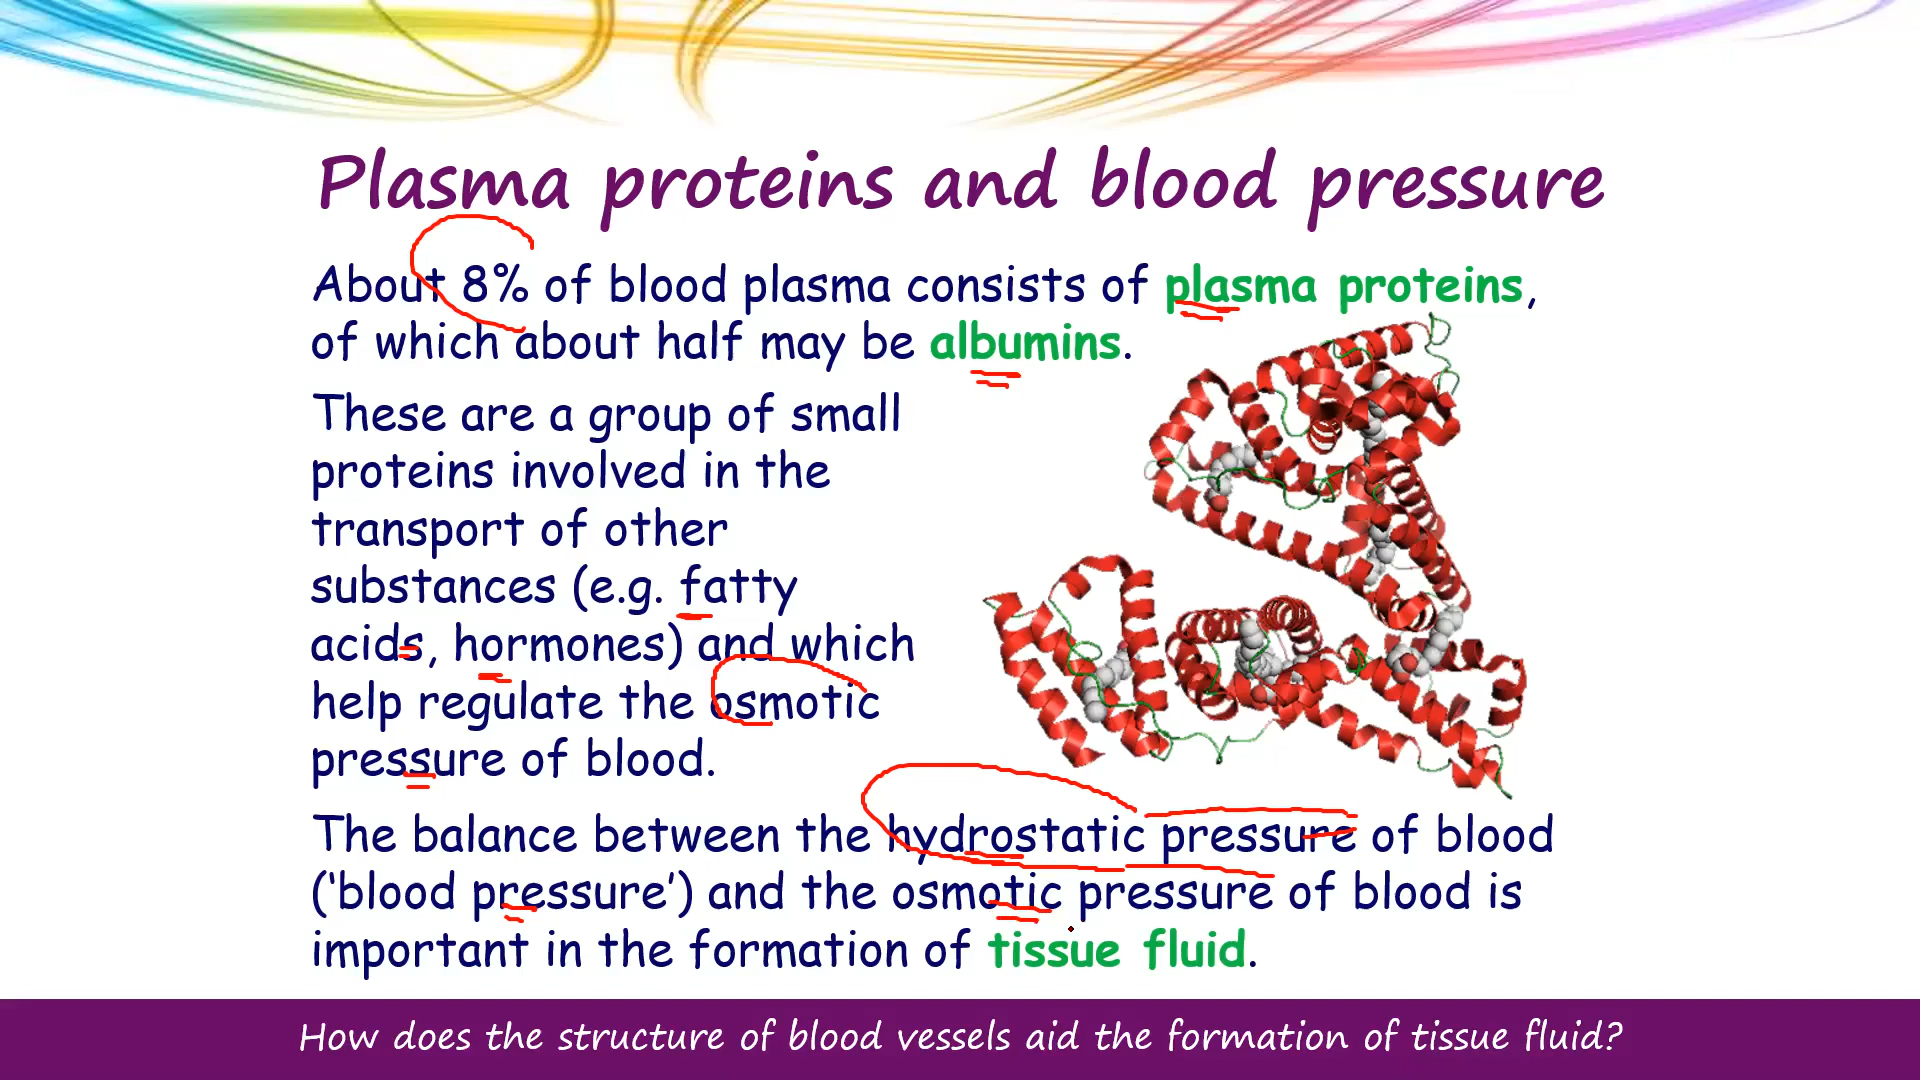 Plasma proteins and blood pressure
About 8% of blood plasma consists of plasma proteins,
of which about half may be albumins.
These are a group of small
proteins involved in the
transport of other
substances (e.g. fatty
acids, hormones) and which
help regulate the osmotic
pressure of blood.
The balance between the hydrostatic pressure of blood
(‘blood pressure’) and the osmotic pressure of blood is
important in the formation of tissue fluid.
How does the structure of blood vessels aid the formation of tissue fluid?